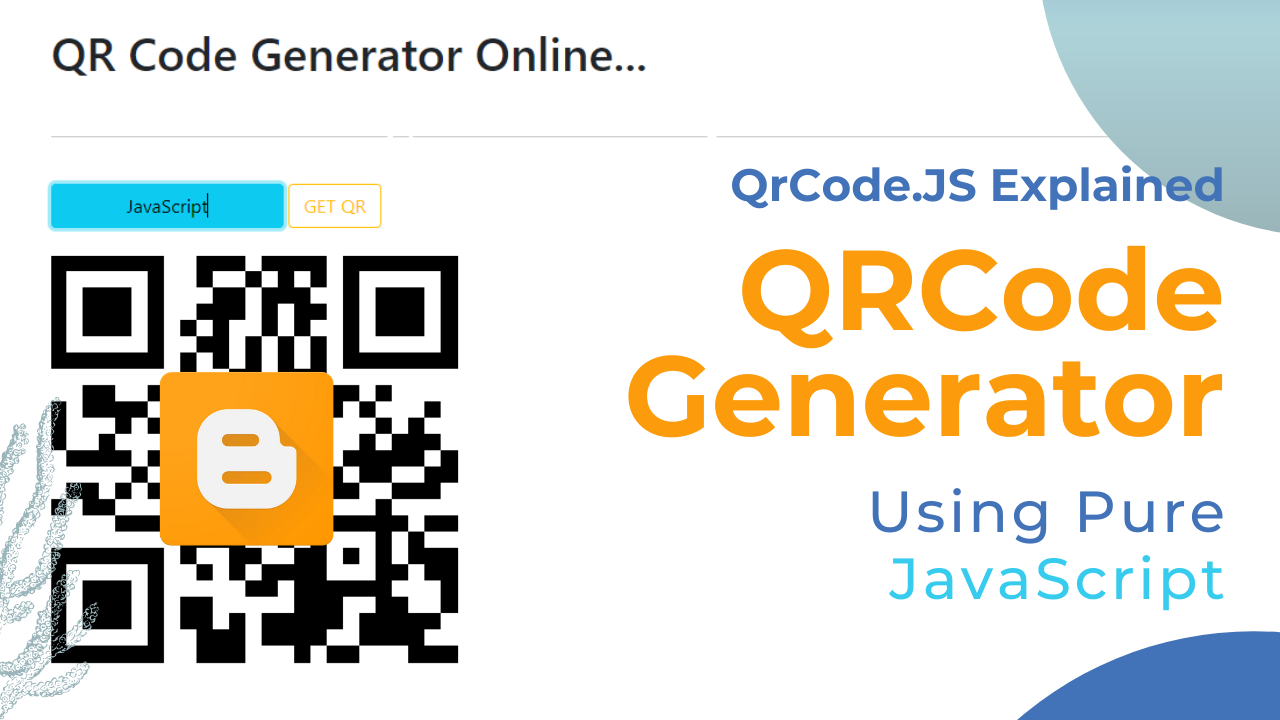 QR Code Generator Online...
JavaScript
GET QR
QrCode.JS Explained
QRCode
Generator
Using Pure
JavaScript